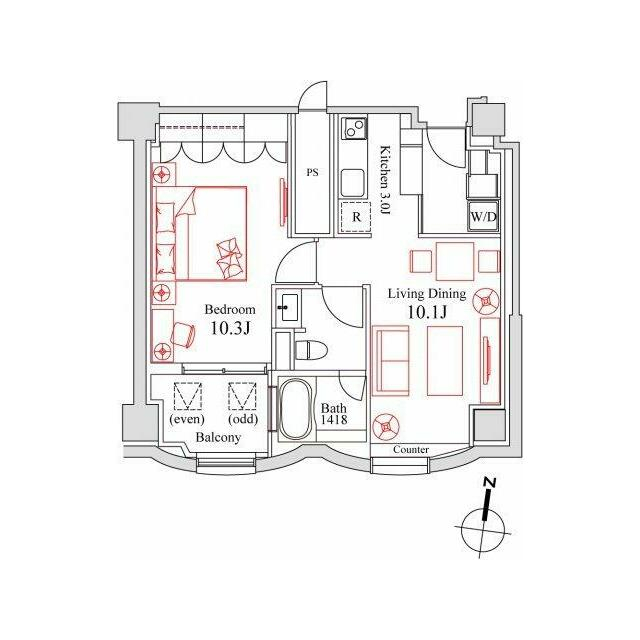 PS
Kitchen 3.0J
R
W/D
Living Dining
10.1J
Bedroom
10.3J
(even)
(odd)
Balcony
Bath
1418
Counter
N